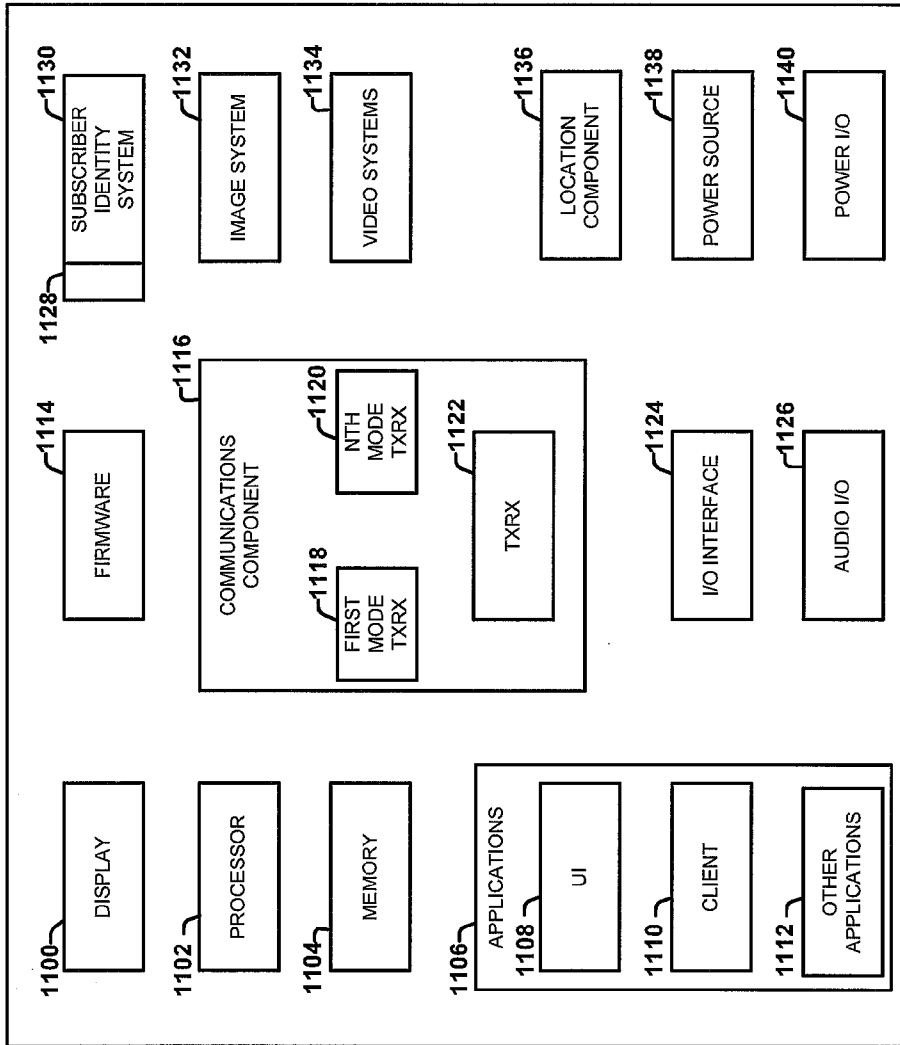 1100
DISPLAY
1102
PROCESSOR
1104
MEMORY
1106
APPLICATIONS
1108
UI
1110
CLIENT
1112
OTHER
APPLICATIONS
1114
FIRMWARE
1116
COMMUNICATIONS
COMPONENT
1118
FIRST
MODE
TXRX
1120
NTH
MODE
TXRX
1122
TXRX
1124
I/O INTERFACE
1126
AUDIO I/O
1128
1130
SUBSCRIBER
IDENTITY
SYSTEM
1132
IMAGE SYSTEM
1134
VIDEO SYSTEMS
1136
LOCATION
COMPONENT
1138
POWER SOURCE
1140
POWER I/O